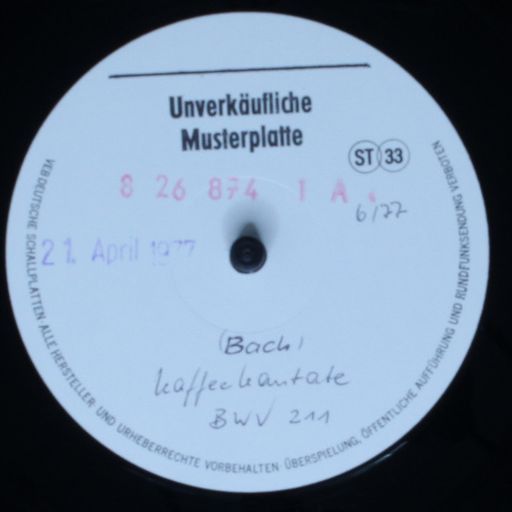 Unverkäufliche
Musterplatte
ST 33
8 26 874 1 A
6/77
21. April 1977
(Bach)
Kaffeekantate
BWV 211
VEB DEUTSCHE SCHALLPLATTEN · ALLE HERSTELLER- UND URHEBERRECHTE VORBEHALTEN · ÜBERSPIELUNG, ÖFFENTLICHE AUFFÜHRUNG UND RUNDFUNKSENDUNG VERBOTEN